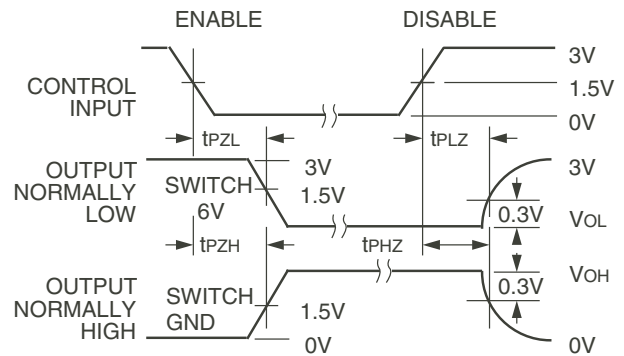 ENABLE DISABLE
3V
CONTROL INPUT 1.5V
0V
tPZL tPLZ
OUTPUT NORMALLY LOW
SWITCH 6V
3V
1.5V
3V
0.3V VOL
tPZH tPHZ
OUTPUT NORMALLY HIGH
SWITCH GND
1.5V
0V
VOH
0.3V
0V